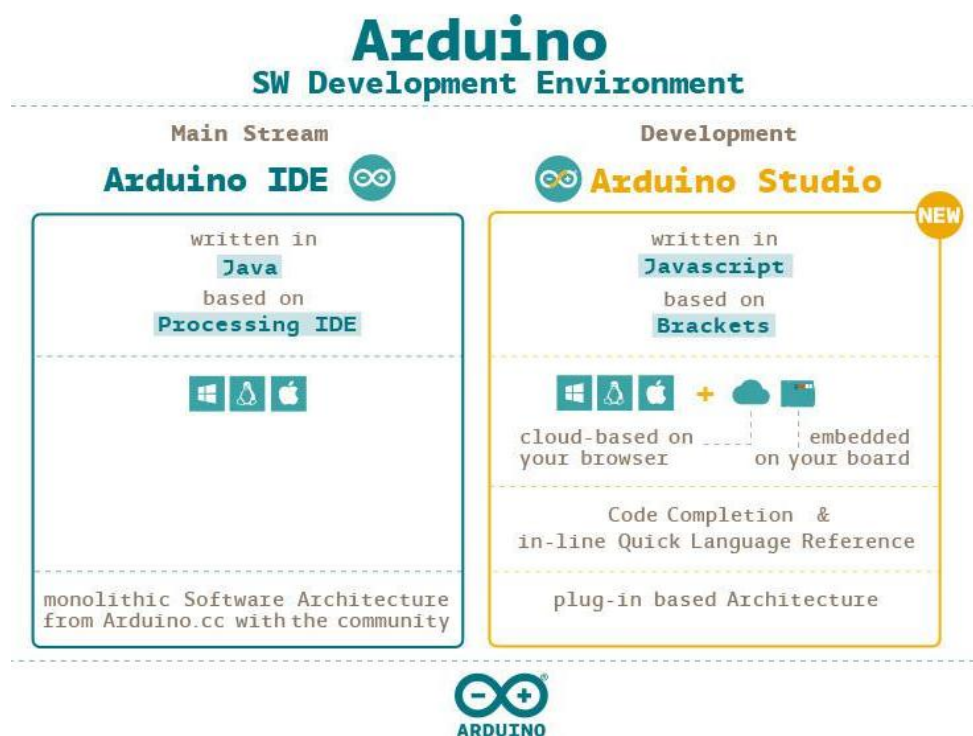 Arduino
SW Development Environment
Main Stream
Arduino IDE
written in
Java
based on
Processing IDE
monolithic Software Architecture
from Arduino.cc with the community
Development
Arduino Studio
NEW
written in
Javascript
based on
Brackets
+
cloud-based on
your browser
embedded
on your board
Code Completion &
in-line Quick Language Reference
plug-in based Architecture
®
ARDUINO